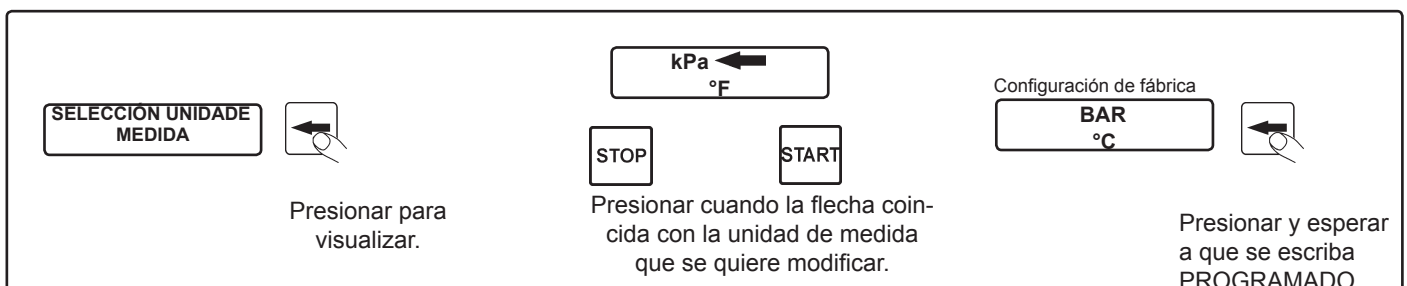 SELECCIÓN UNIDADE
MEDIDA
Presionar para
visualizar.
kPa
°F
STOP
START
Presionar cuando la flecha coin-
cida con la unidad de medida
que se quiere modificar.
Configuración de fábrica
BAR
°C
Presionar y esperar
a que se escriba
PROGRAMADO